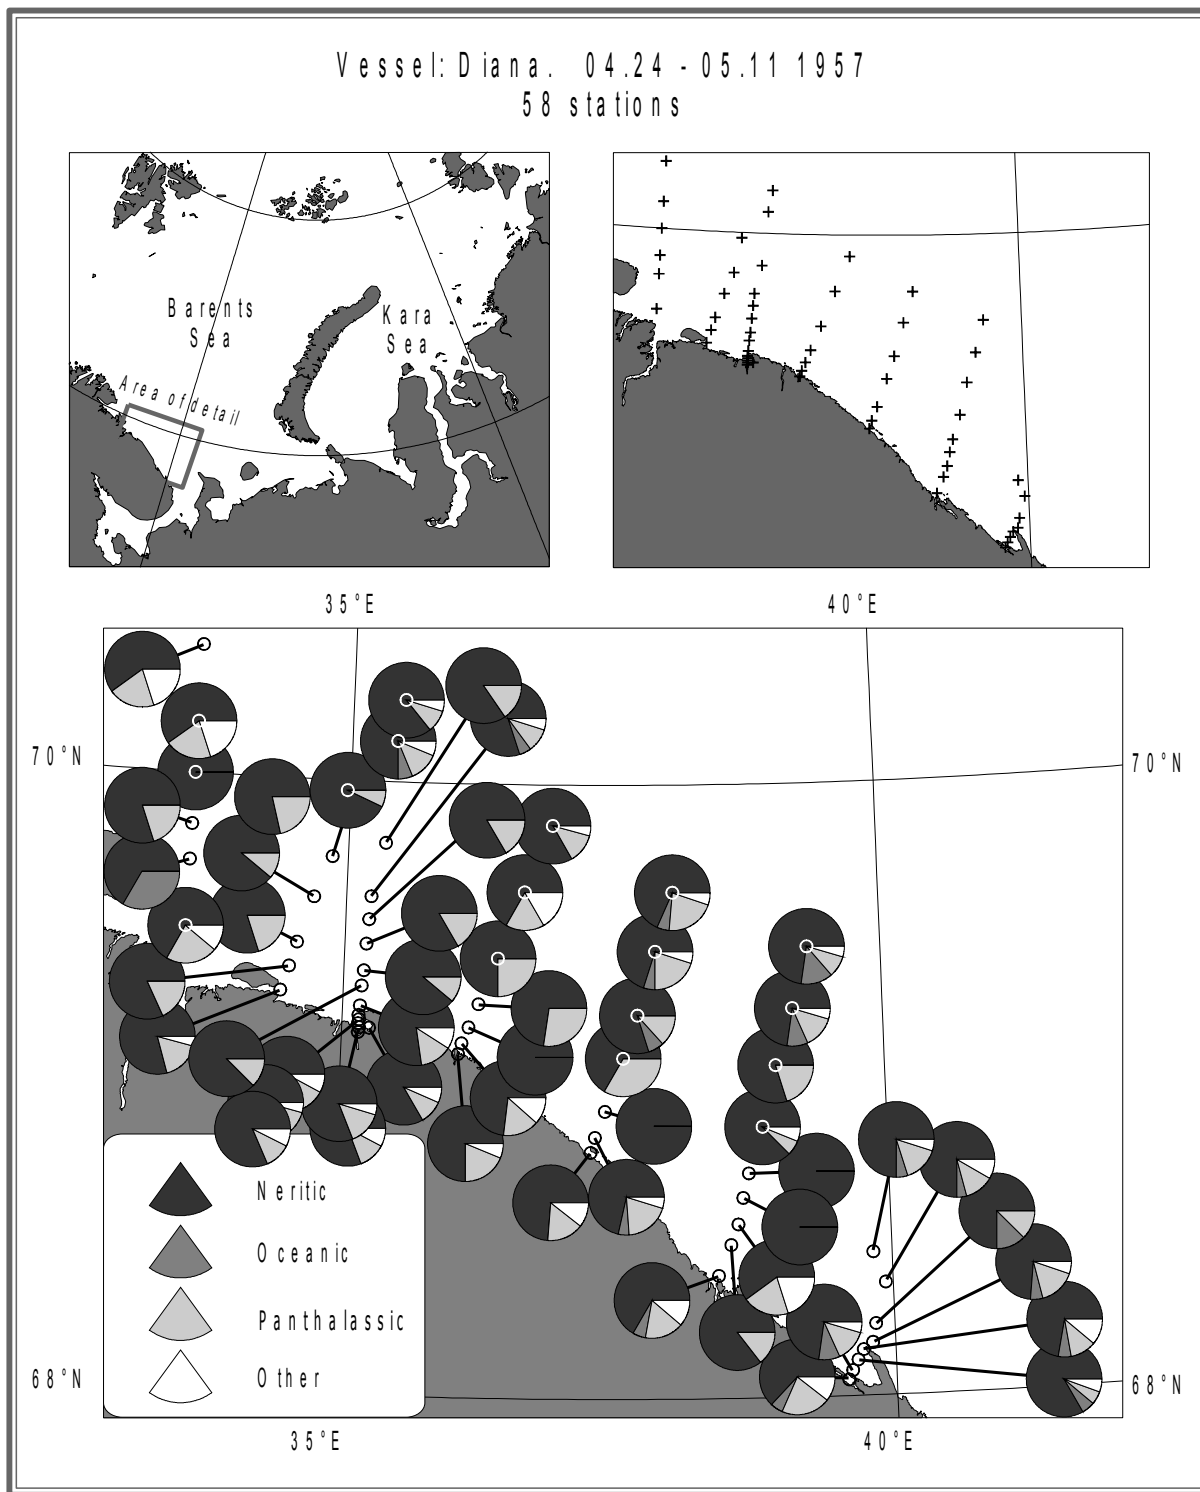 Vessel: Diana. 04.24 - 05.11 1957
58 stations
Barents
Sea
Kara
Sea
Area of detail
35°E
40°E
70°N
70°N
Neritic
Oceanic
Panthalassic
Other
68°N
68°N
35°E
40°E